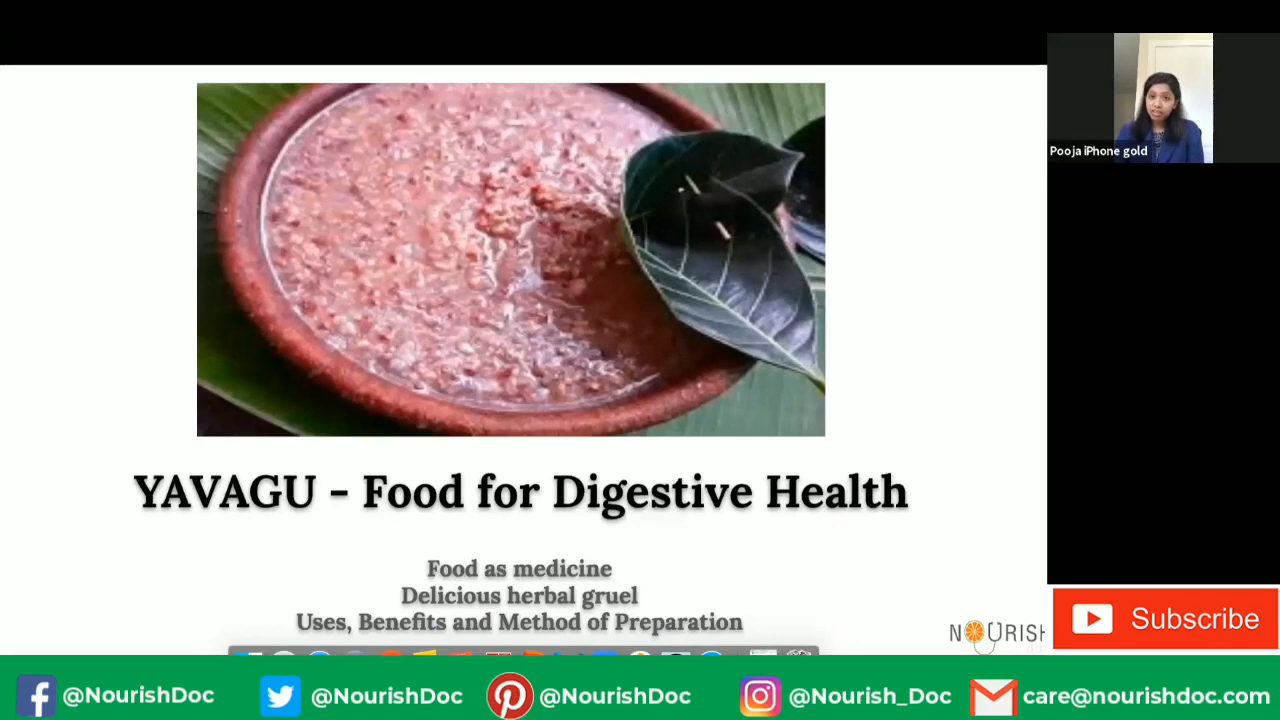 Pooja iPhone gold
YAVAGU - Food for Digestive Health
Food as medicine
Delicious herbal gruel
Uses, Benefits and Method of Preparation
NOURISH
Subscribe
@NourishDoc
@NourishDoc
@NourishDoc
@Nourish_Doc
care@nourishdoc.com